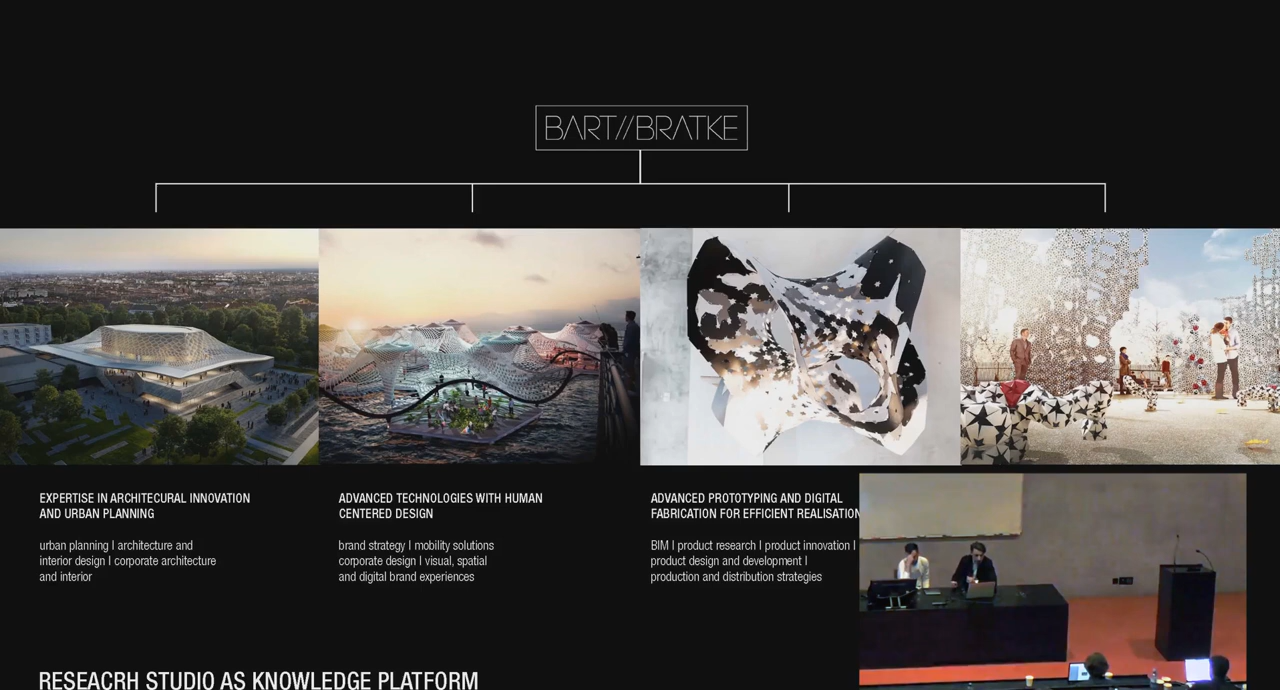 BART//BRATKE
EXPERTISE IN ARCHITECURAL INNOVATION
AND URBAN PLANNING
urban planning I architecture and
interior design I corporate architecture
and interior
ADVANCED TECHNOLOGIES WITH HUMAN
CENTERED DESIGN
brand strategy I mobility solutions
corporate design I visual, spatial
and digital brand experiences
ADVANCED PROTOTYPING AND DIGITAL
FABRICATION FOR EFFICIENT REALISATION
BIM I product research I product innovation I
product design and development I
production and distribution strategies
RESEACRH STUDIO AS KNOWLEDGE PLATFORM